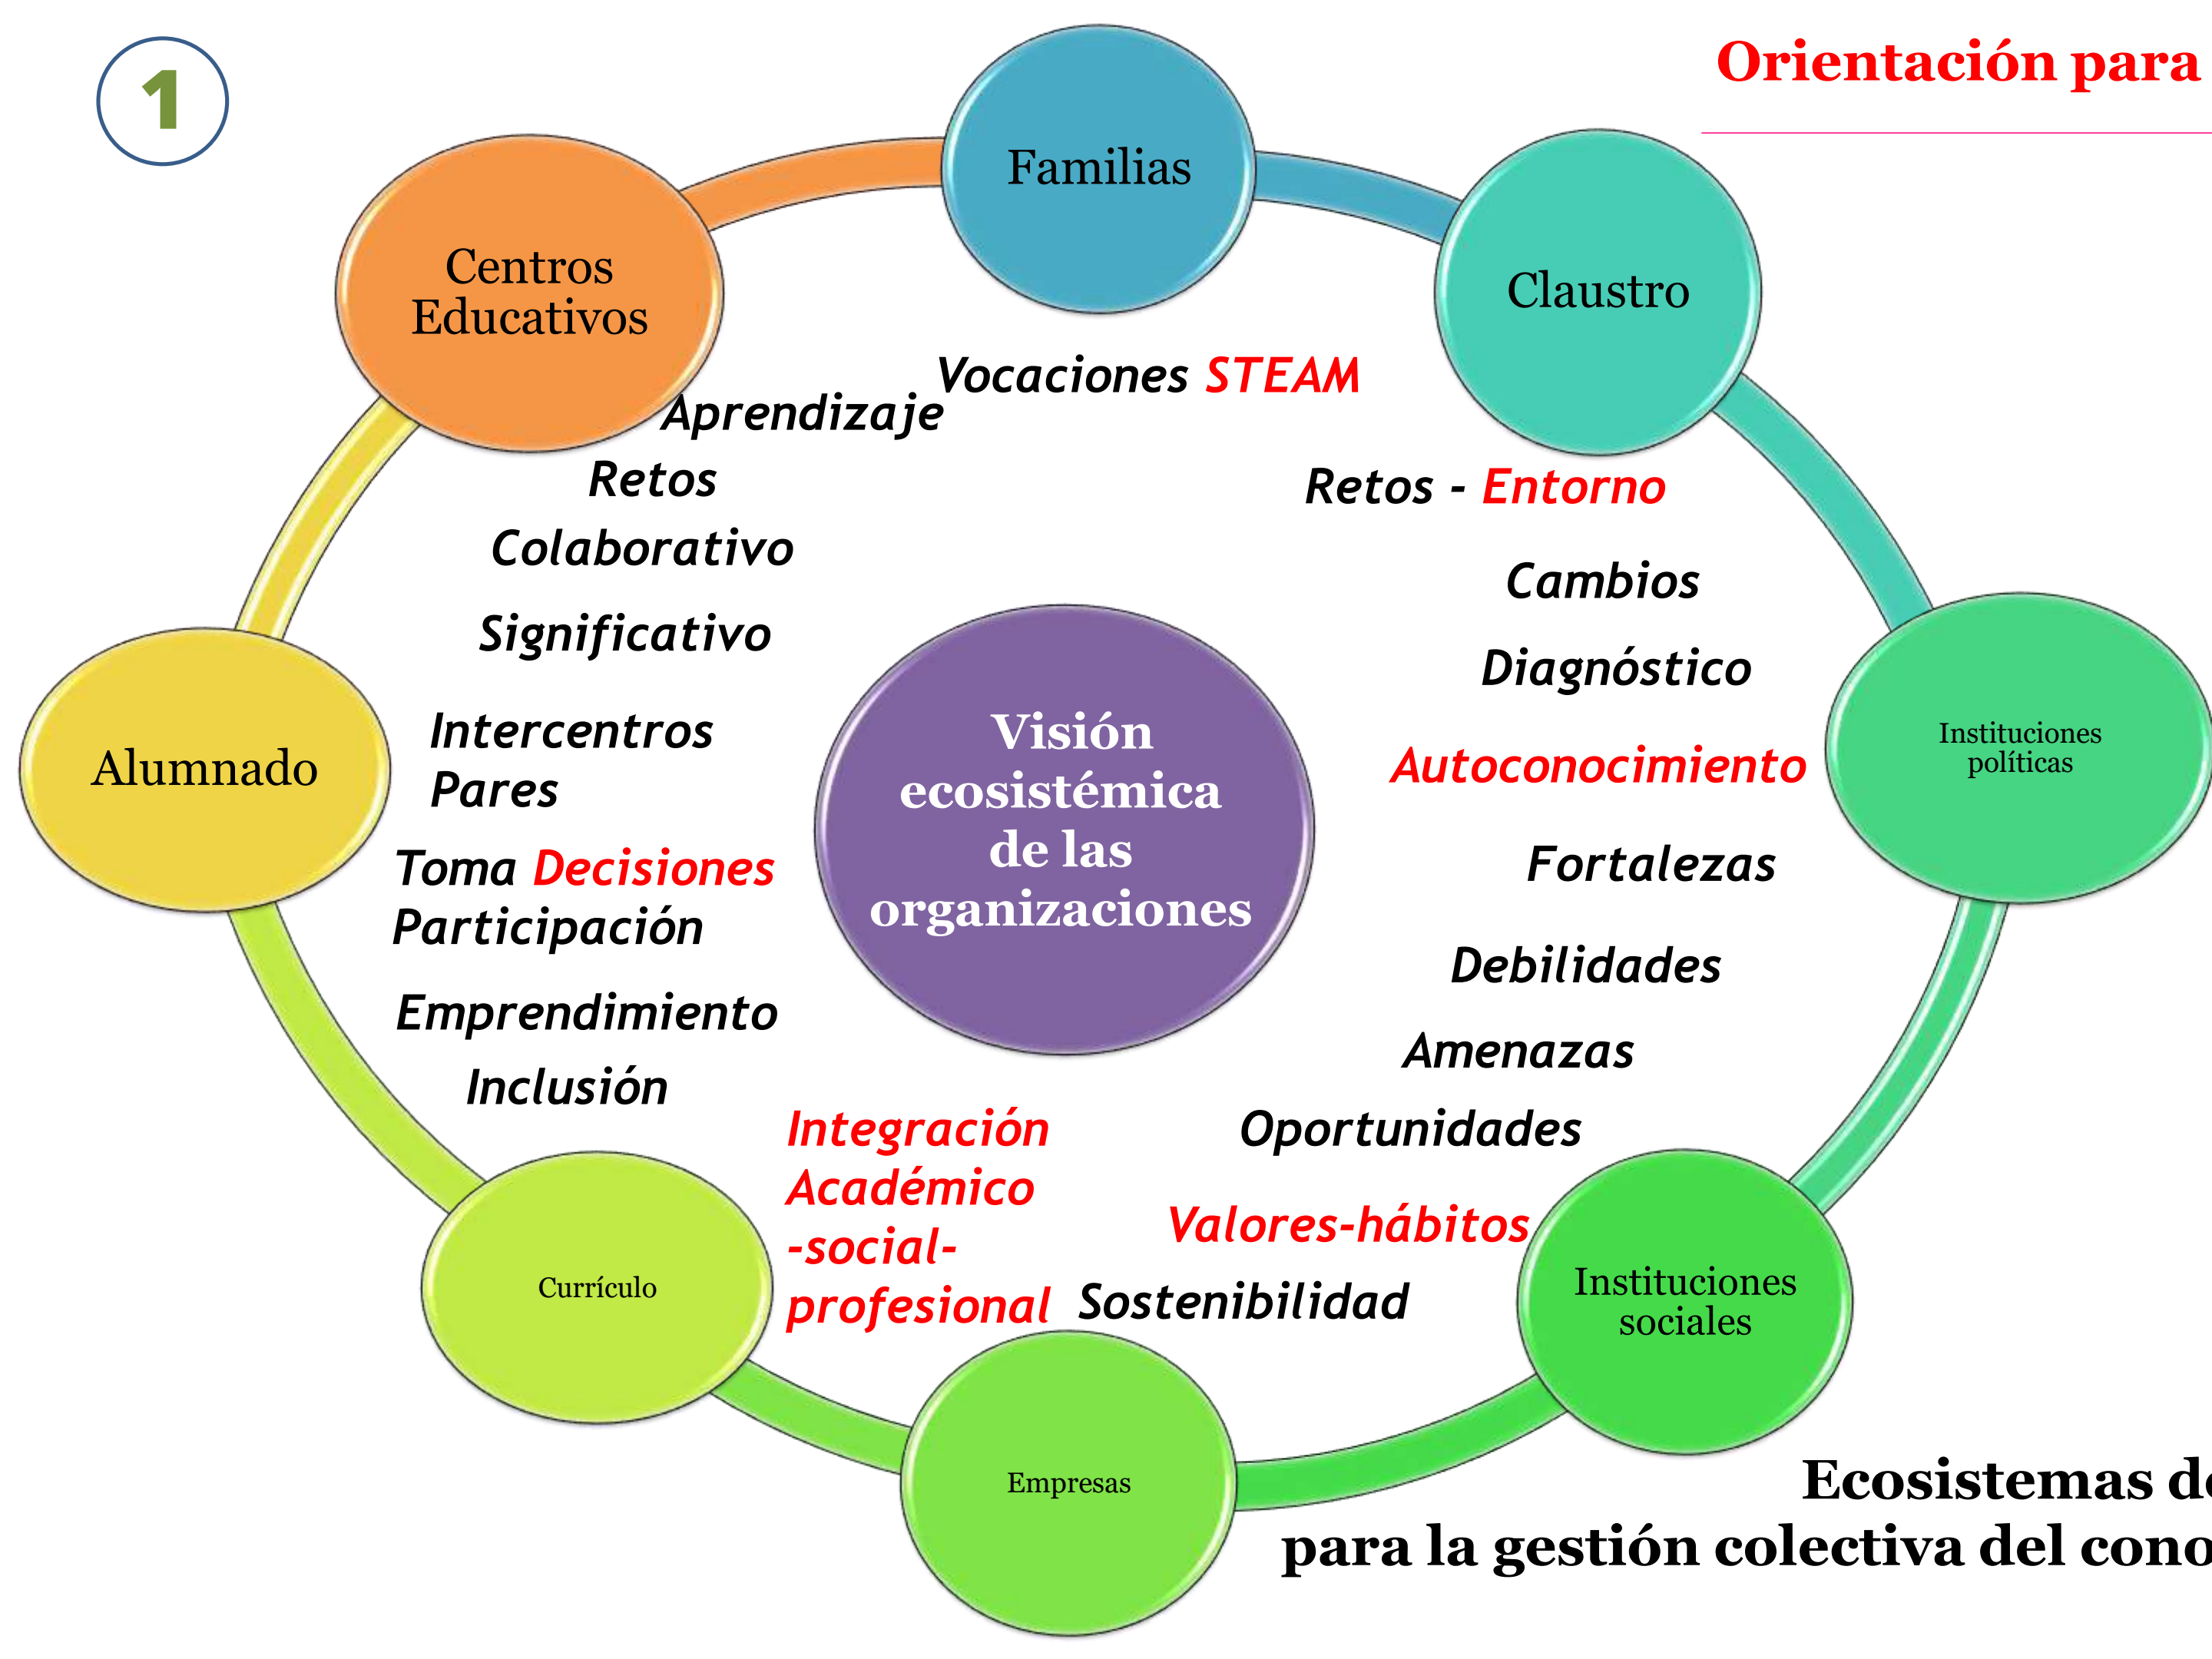 1
Orientación para
Familias
Centros
Educativos
Claustro
Vocaciones STEAM
Aprendizaje
Retos
Colaborativo
Significativo
Intercentros
Pares
Toma Decisiones
Participación
Emprendimiento
Inclusión
Alumnado
Visión
ecosistémica
de las
organizaciones
Retos - Entorno
Cambios
Diagnóstico
Autoconocimiento
Fortalezas
Debilidades
Amenazas
Oportunidades
Valores-hábitos
Sostenibilidad
Instituciones
políticas
Integración
Académico
-social-
profesional
Currículo
Empresas
Instituciones
sociales
Ecosistemas
para la gestión colectiva del